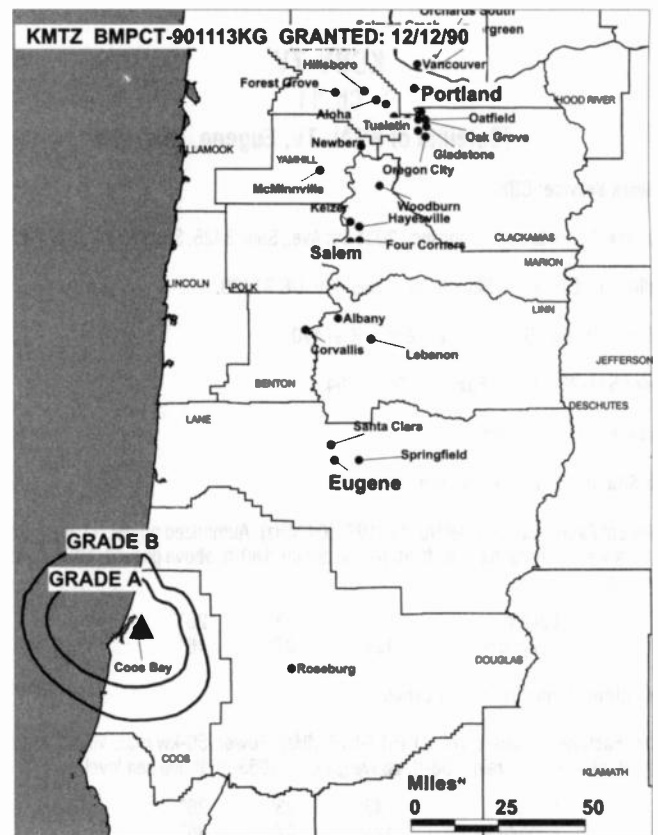 Orchards South
KMTZ BMPCT-901113KG GRANTED: 12/12/90
Hillsboro
Vancouver
Forest Grove
Portland
HOOD RIVER
Aloha
Oatfield
Tualatin
Oak Grove
Newberg
Gladstone
YAMHILL
Oregon City
McMinnville
Woodburn
Keizer
Hayesville
CLACKAMAS
Four Corners
Salem
MARION
LINCOLN
POLK
LINN
Albany
Corvallis
Lebanon
JEFFERSON
BENTON
DESCHUTES
LANE
Santa Clara
Springfield
Eugene
GRADE B
GRADE A
Coos Bay
Roseburg
DOUGLAS
COOS
KLAMATH
Miles
0 25 50